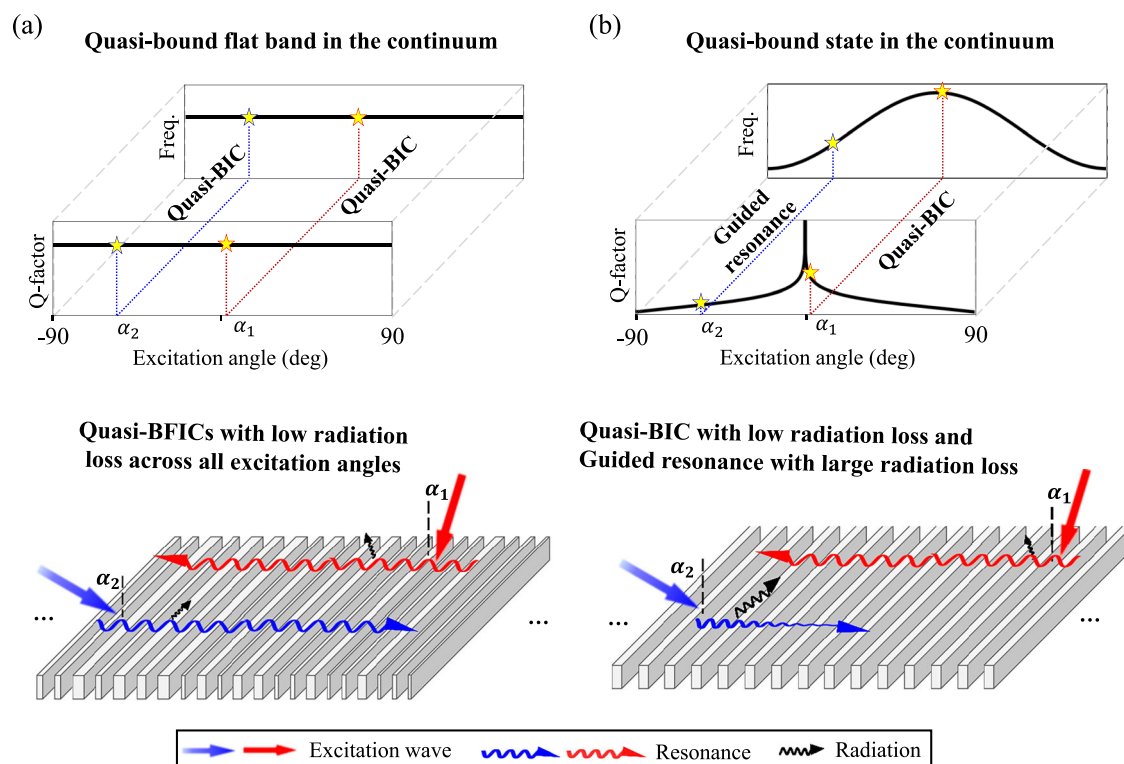 (a)
Quasi-bound flat band in the continuum
Freq.
Quasi-BIC
Quasi-BIC
Q-factor
-90
α₂
α₁
90
Excitation angle (deg)
Quasi-BFICs with low radiation
loss across all excitation angles
α₁
α₂
...
...
(b)
Quasi-bound state in the continuum
Freq.
Guided
resonance
Quasi-BIC
Q-factor
-90
α₂
α₁
90
Excitation angle (deg)
Quasi-BIC with low radiation loss and
Guided resonance with large radiation loss
α₁
α₂
...
...
Excitation wave
Resonance
Radiation